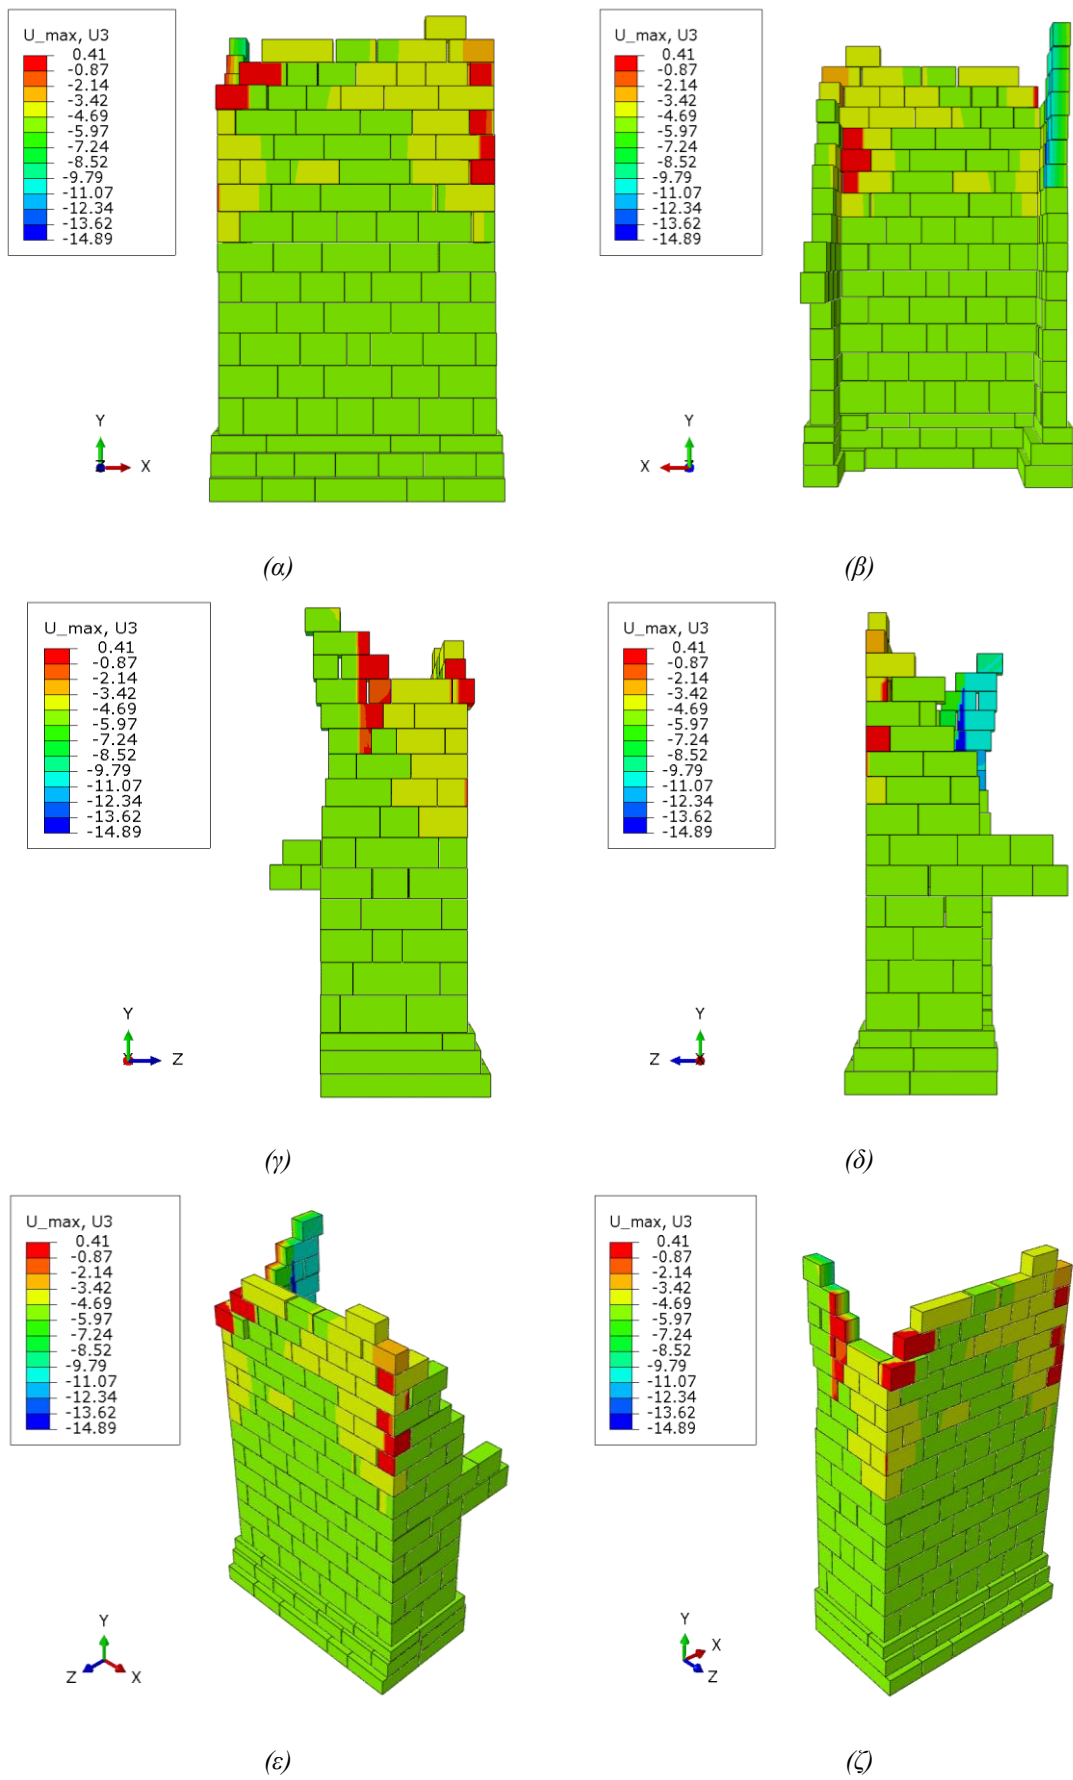 U_max, U3
0.41
-0.87
-2.14
-3.42
-4.69
-5.97
-7.24
-8.52
-9.79
-11.07
-12.34
-13.62
-14.89
Y
Z
X
(α)
U_max, U3
0.41
-0.87
-2.14
-3.42
-4.69
-5.97
-7.24
-8.52
-9.79
-11.07
-12.34
-13.62
-14.89
Y
X
Z
(β)
U_max, U3
0.41
-0.87
-2.14
-3.42
-4.69
-5.97
-7.24
-8.52
-9.79
-11.07
-12.34
-13.62
-14.89
Y
X
Z
(γ)
U_max, U3
0.41
-0.87
-2.14
-3.42
-4.69
-5.97
-7.24
-8.52
-9.79
-11.07
-12.34
-13.62
-14.89
Y
Z
X
(δ)
U_max, U3
0.41
-0.87
-2.14
-3.42
-4.69
-5.97
-7.24
-8.52
-9.79
-11.07
-12.34
-13.62
-14.89
Y
Z
X
(ε)
U_max, U3
0.41
-0.87
-2.14
-3.42
-4.69
-5.97
-7.24
-8.52
-9.79
-11.07
-12.34
-13.62
-14.89
Y
X
Z
(ζ)